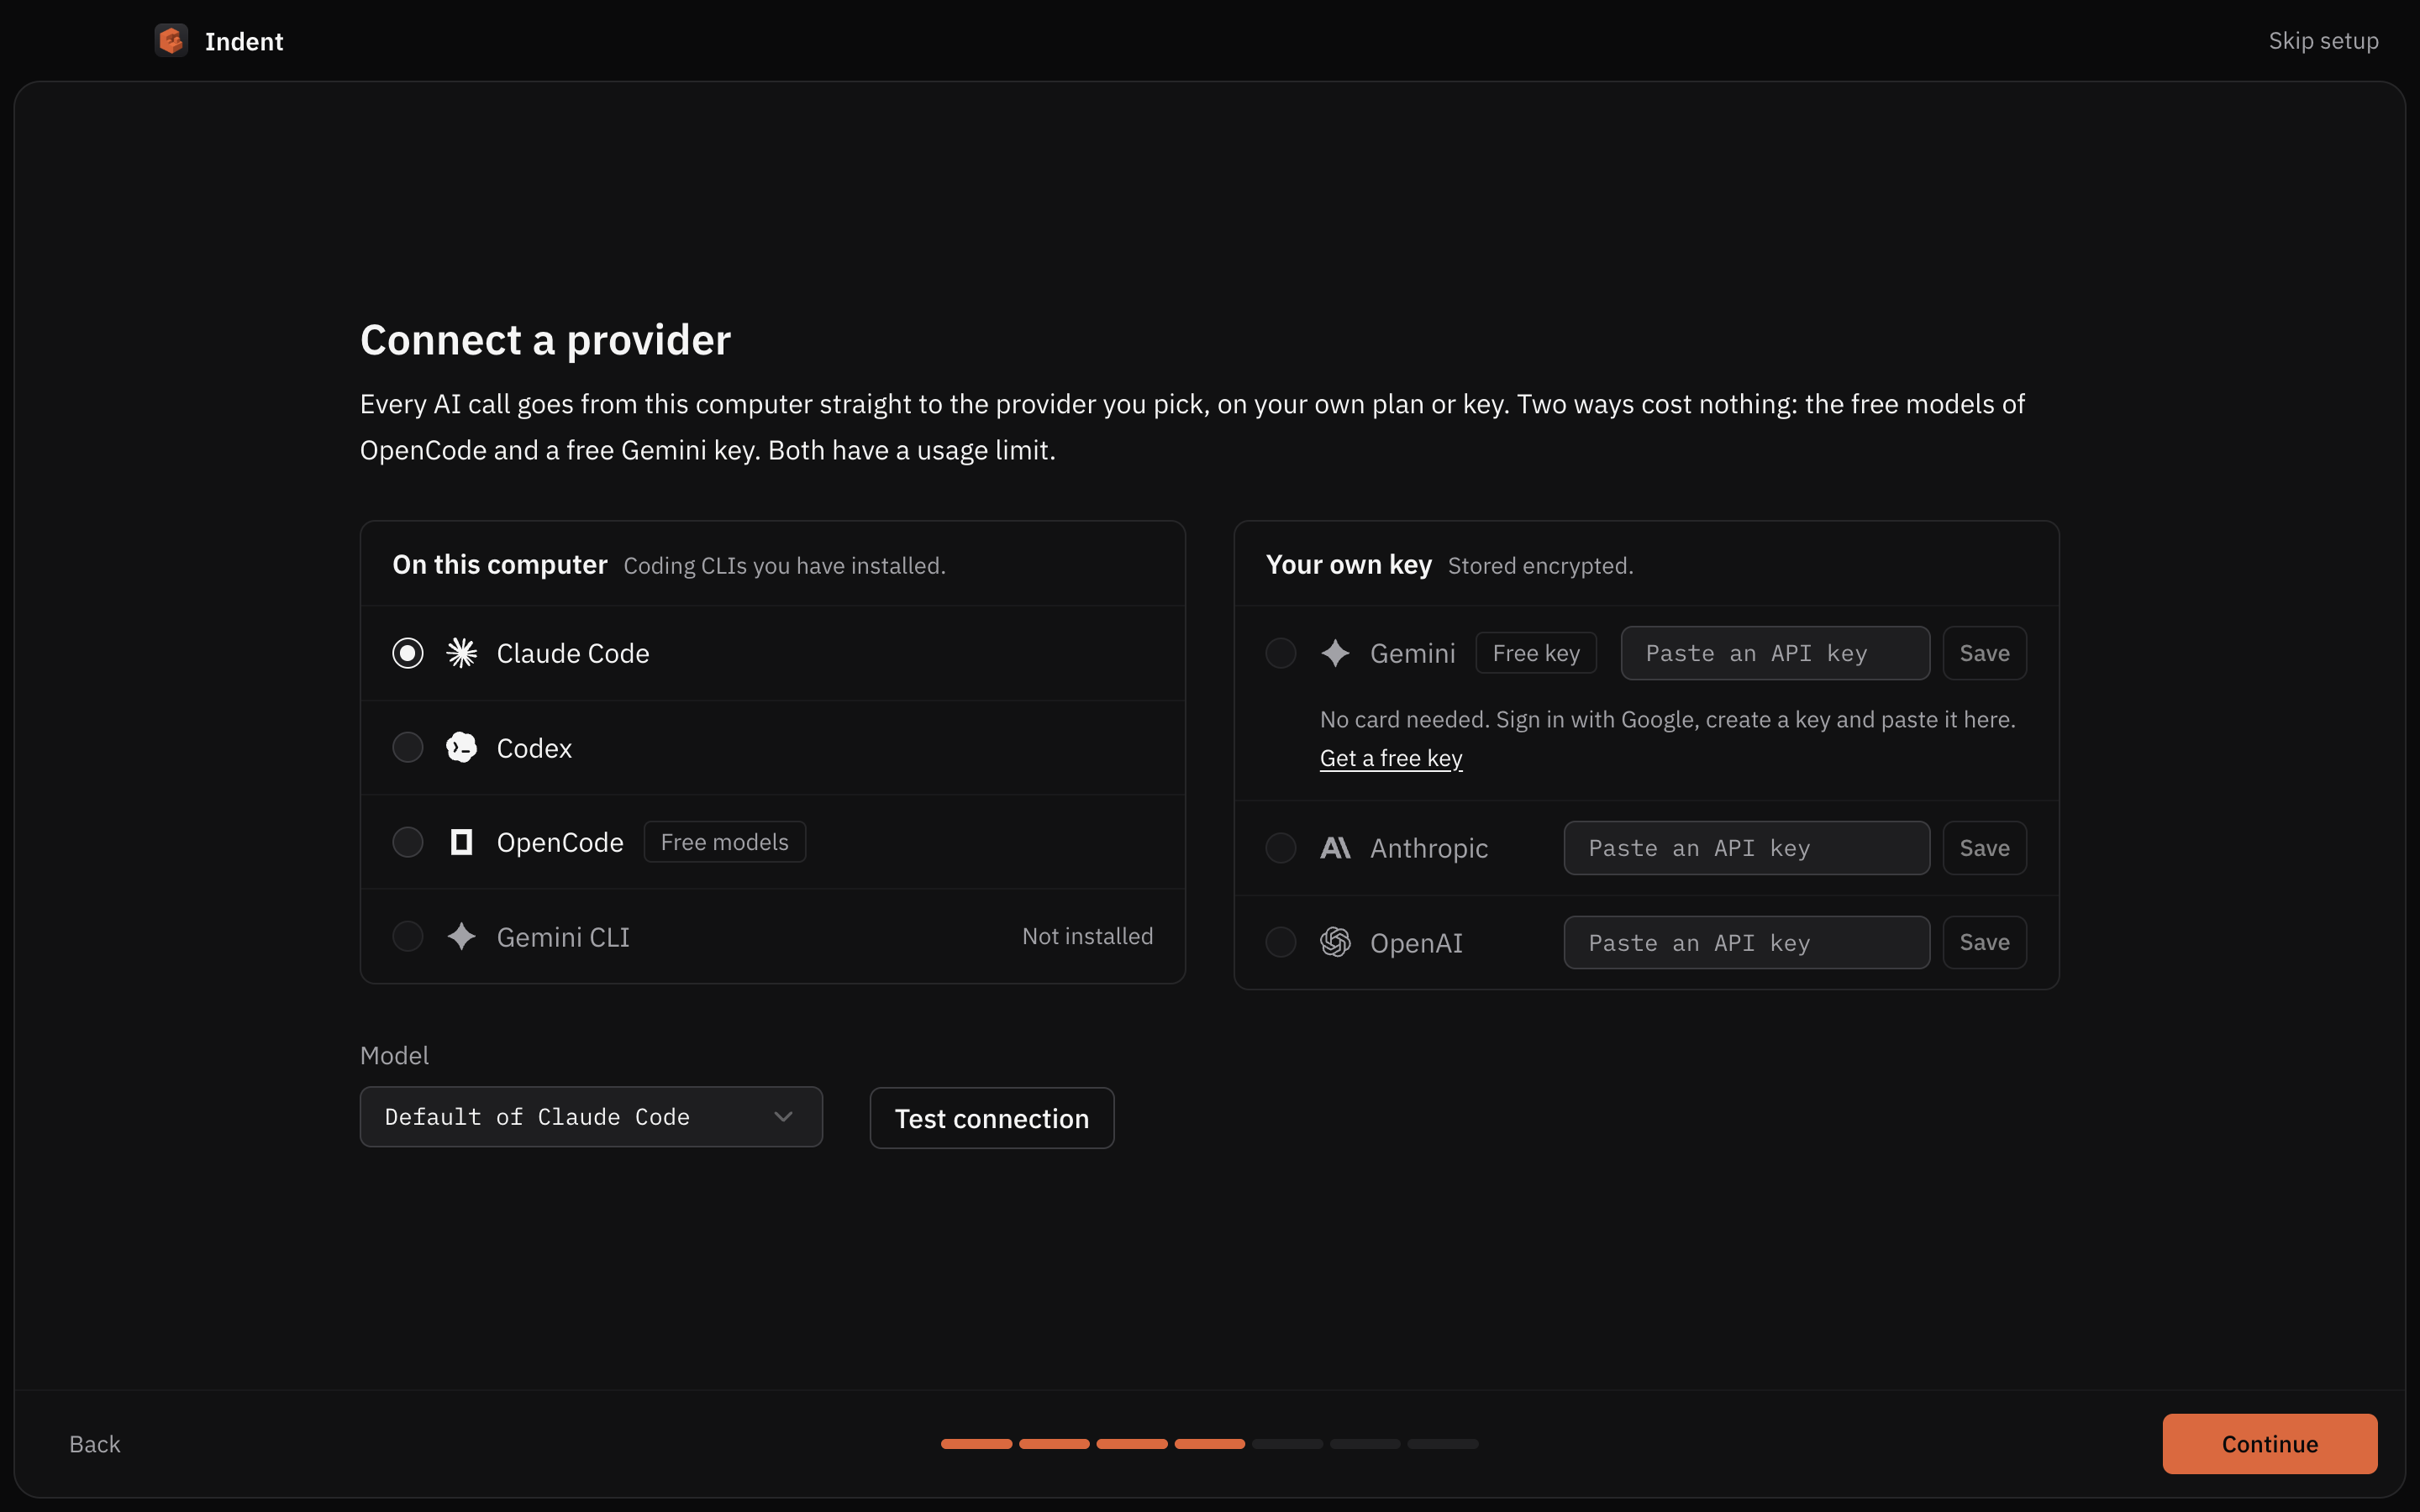 Indent
Skip setup
Connect a provider
Every AI call goes from this computer straight to the provider you pick, on your own plan or key. Two ways cost nothing: the free models of
OpenCode and a free Gemini key. Both have a usage limit.
On this computer Coding CLIs you have installed.
Claude Code
Codex
OpenCode Free models
Gemini CLI Not installed
Your own key Stored encrypted.
Gemini Free key Paste an API key Save
No card needed. Sign in with Google, create a key and paste it here.
Get a free key
Anthropic Paste an API key Save
OpenAI Paste an API key Save
Model
Default of Claude Code
Test connection
Back
Continue